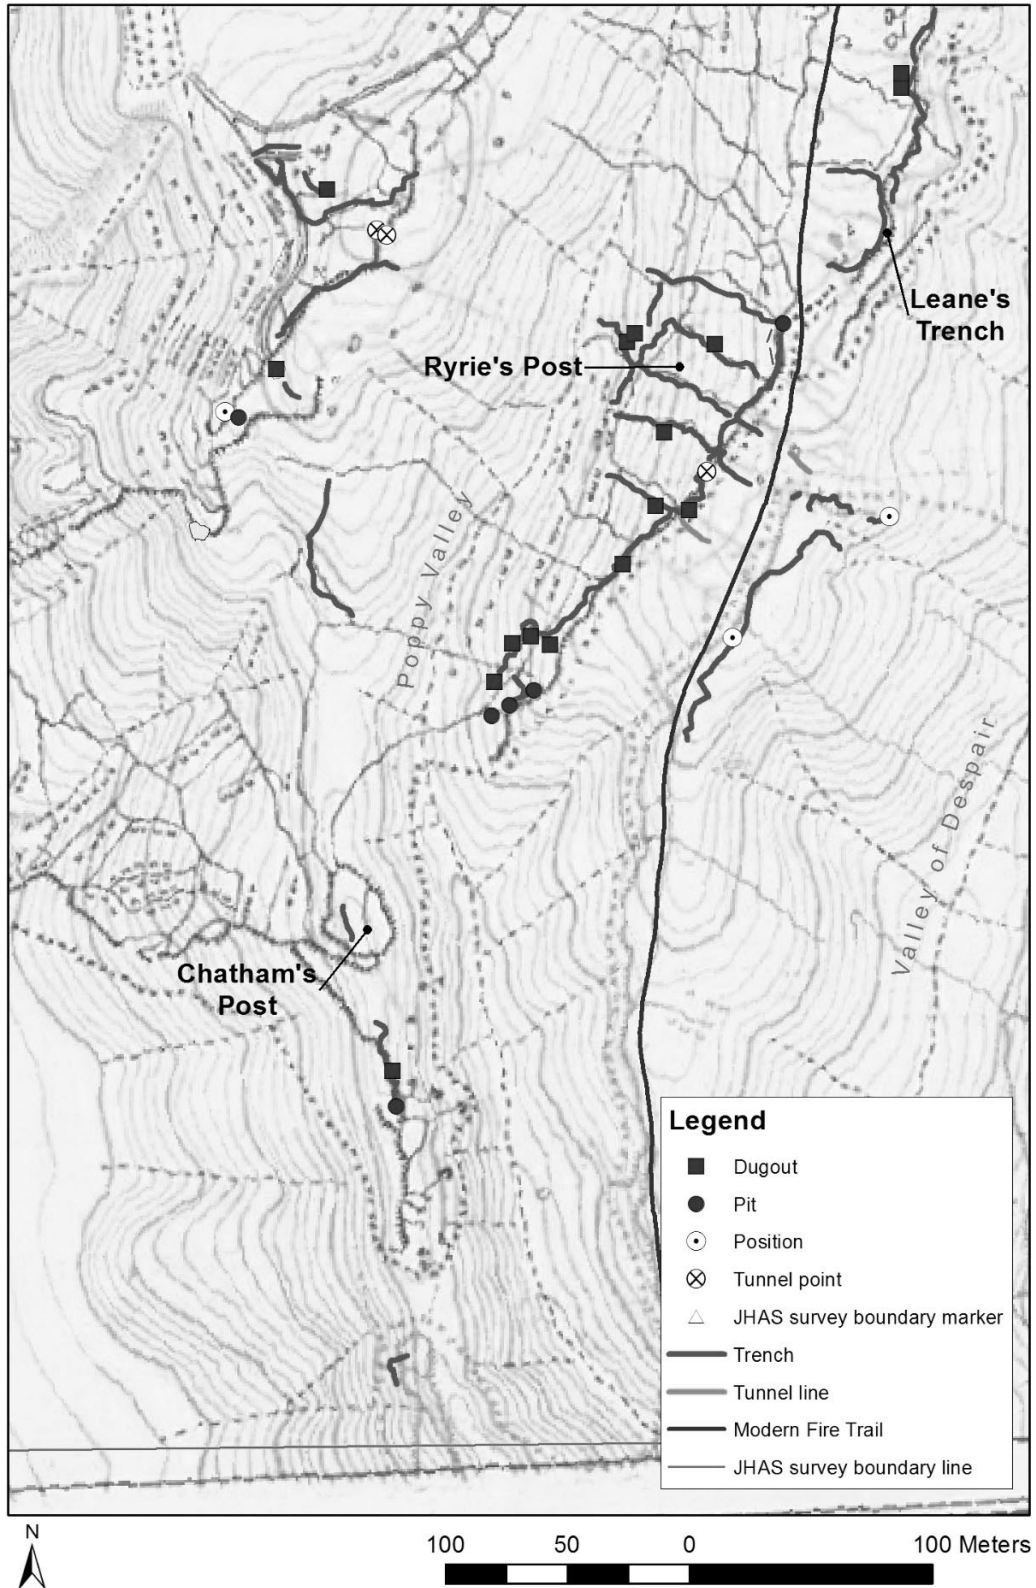 Leane's
Trench
Ryrie's Post
Poppy Valley
Valley of Despair
Chatham's
Post
Legend
Dugout
Pit
Position
Tunnel point
JHAS survey boundary marker
Trench
Tunnel line
Modern Fire Trail
JHAS survey boundary line
N
100 50 0 100 Meters